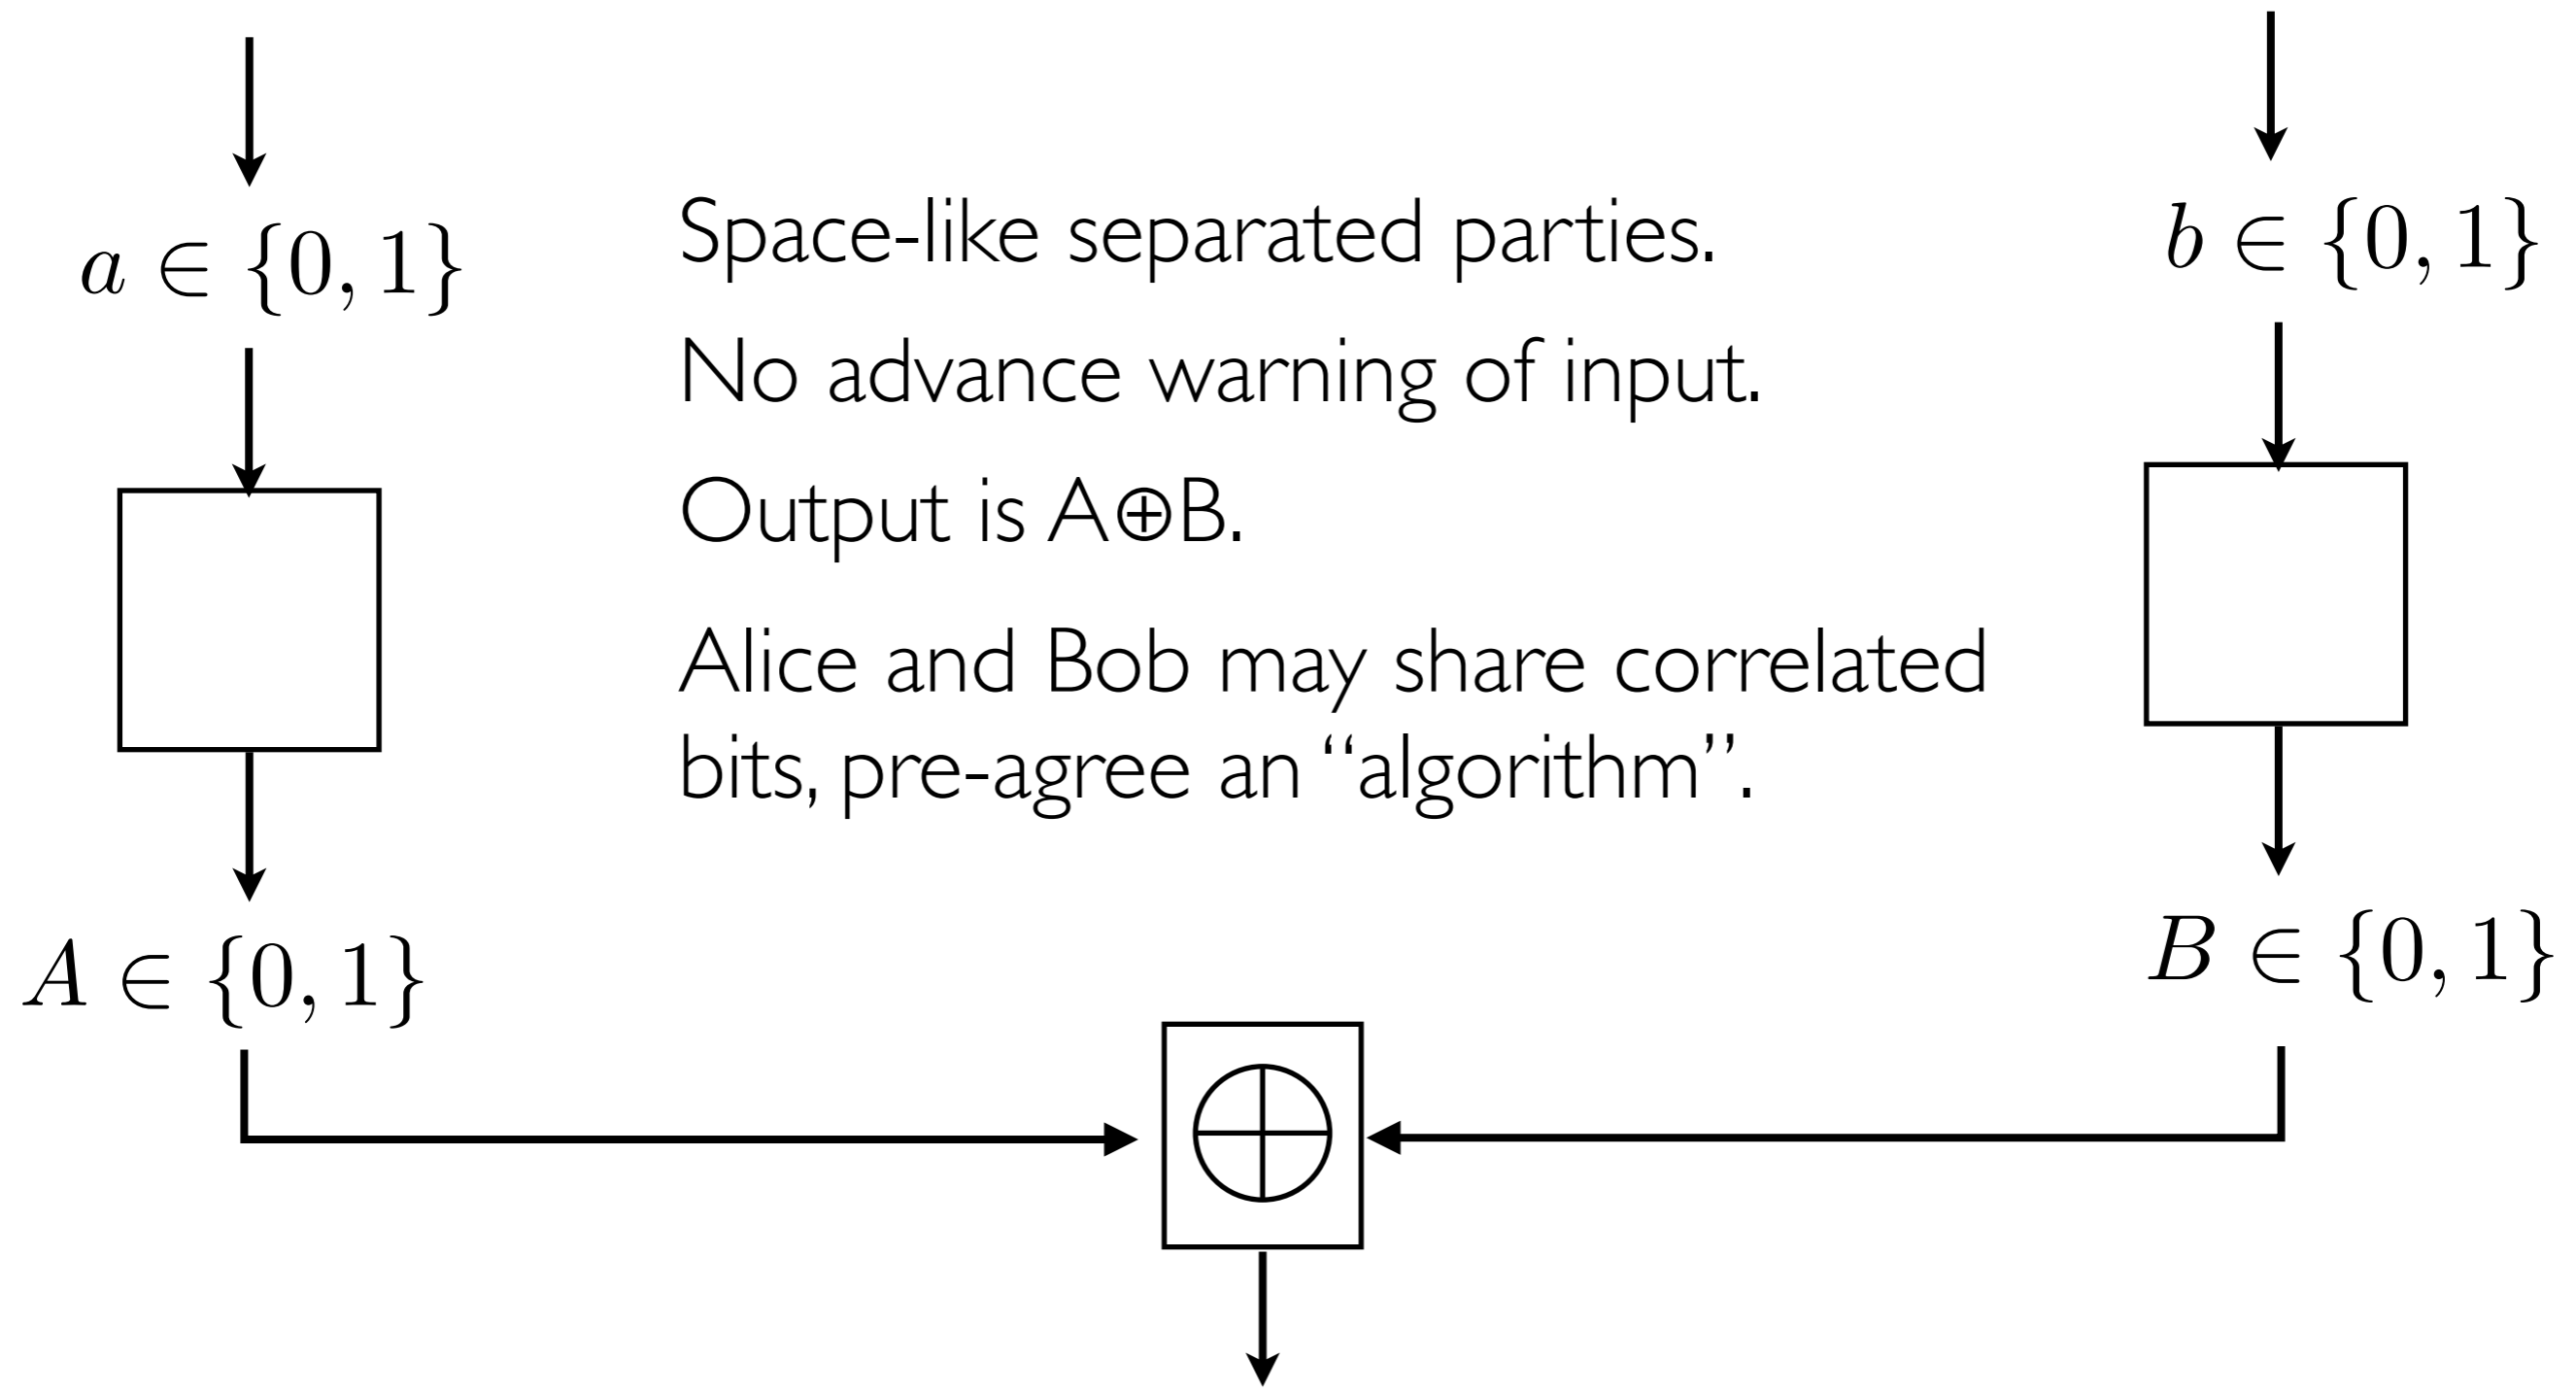 a ∈ {0, 1}
b ∈ {0, 1}
Space-like separated parties.
No advance warning of input.
Output is A⊕B.
Alice and Bob may share correlated
bits, pre-agree an “algorithm”.
A ∈ {0, 1}
B ∈ {0, 1}
⊕